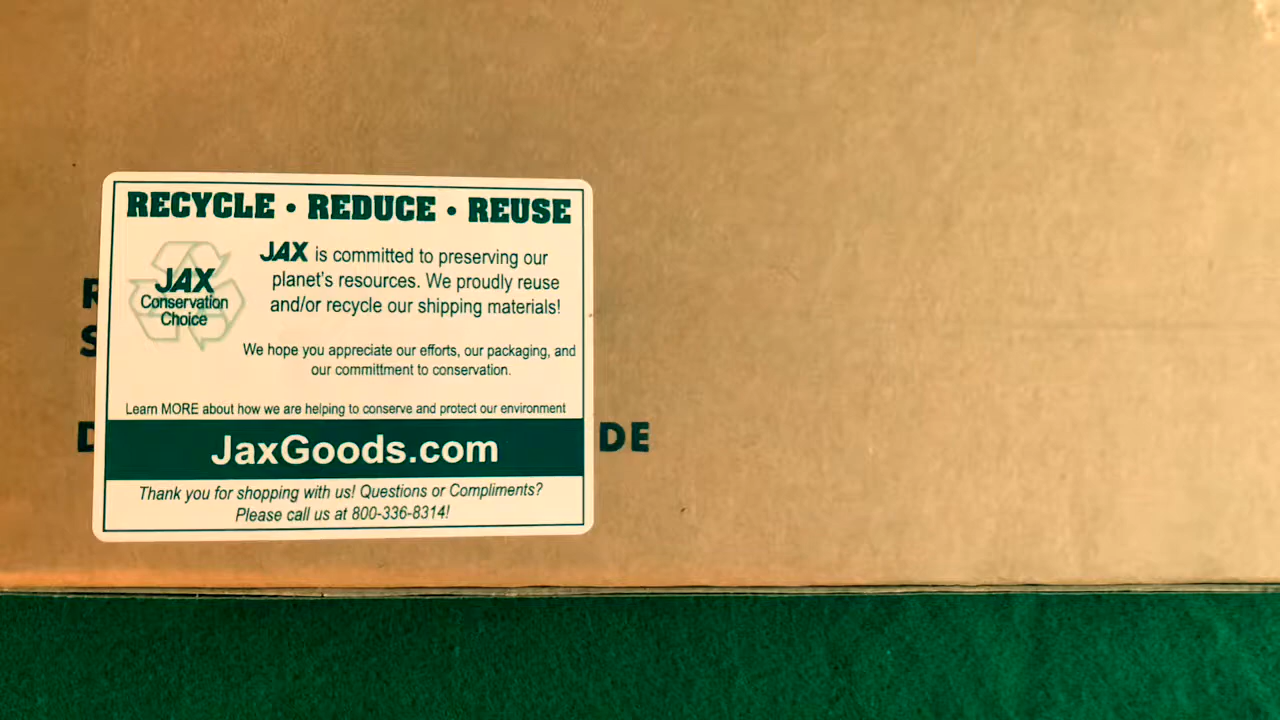 RECYCLE • REDUCE • REUSE
JAX is committed to preserving our
planet's resources. We proudly reuse
and/or recycle our shipping materials!
JAX
Conservation
Choice
We hope you appreciate our efforts, our packaging, and
our committment to conservation.
Learn MORE about how we are helping to conserve and protect our environment
JaxGoods.com
Thank you for shopping with us! Questions or Compliments?
Please call us at 800-336-8314!